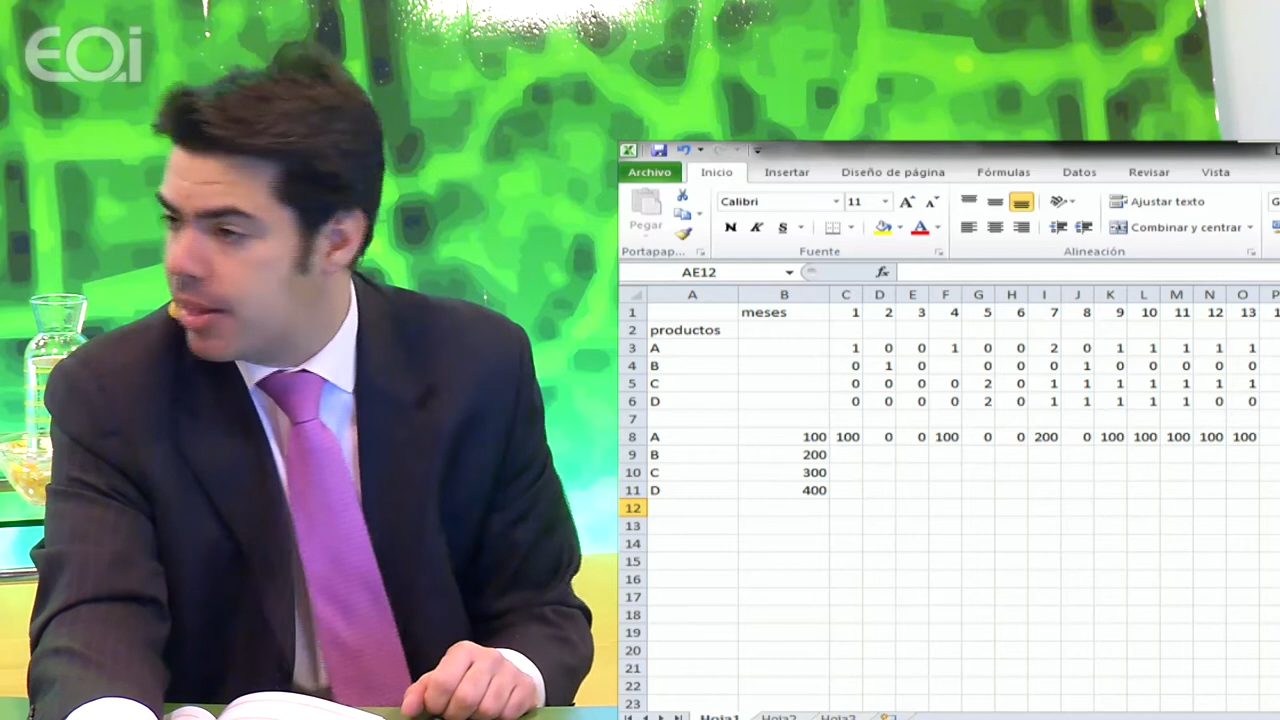 EOi
Archivo Inicio Insertar Diseño de página Fórmulas Datos Revisar Vista
Calibri 11 Ajustar texto
Pegar N K S A Combinar y centrar
Portapap... Fuente Alineación
AE12 fx
A B C D E F G H I J K L M N O P
1 meses 1 2 3 4 5 6 7 8 9 10 11 12 13
2 productos
3 A 1 0 0 1 0 0 2 0 1 1 1 1 1
4 B 0 1 0 0 0 0 1 0 0 0 0 0
5 C 0 0 0 0 2 0 1 1 1 1 1 1 1
6 D 0 0 0 0 2 0 1 1 1 1 1 0 0
7
8 A 100 100 0 0 100 0 0 200 0 100 100 100 100 100
9 B 200
10 C 300
11 D 400
12
13
14
15
16
17
18
19
20
21
22
23
Hoja1 Hoja2 Hoja3